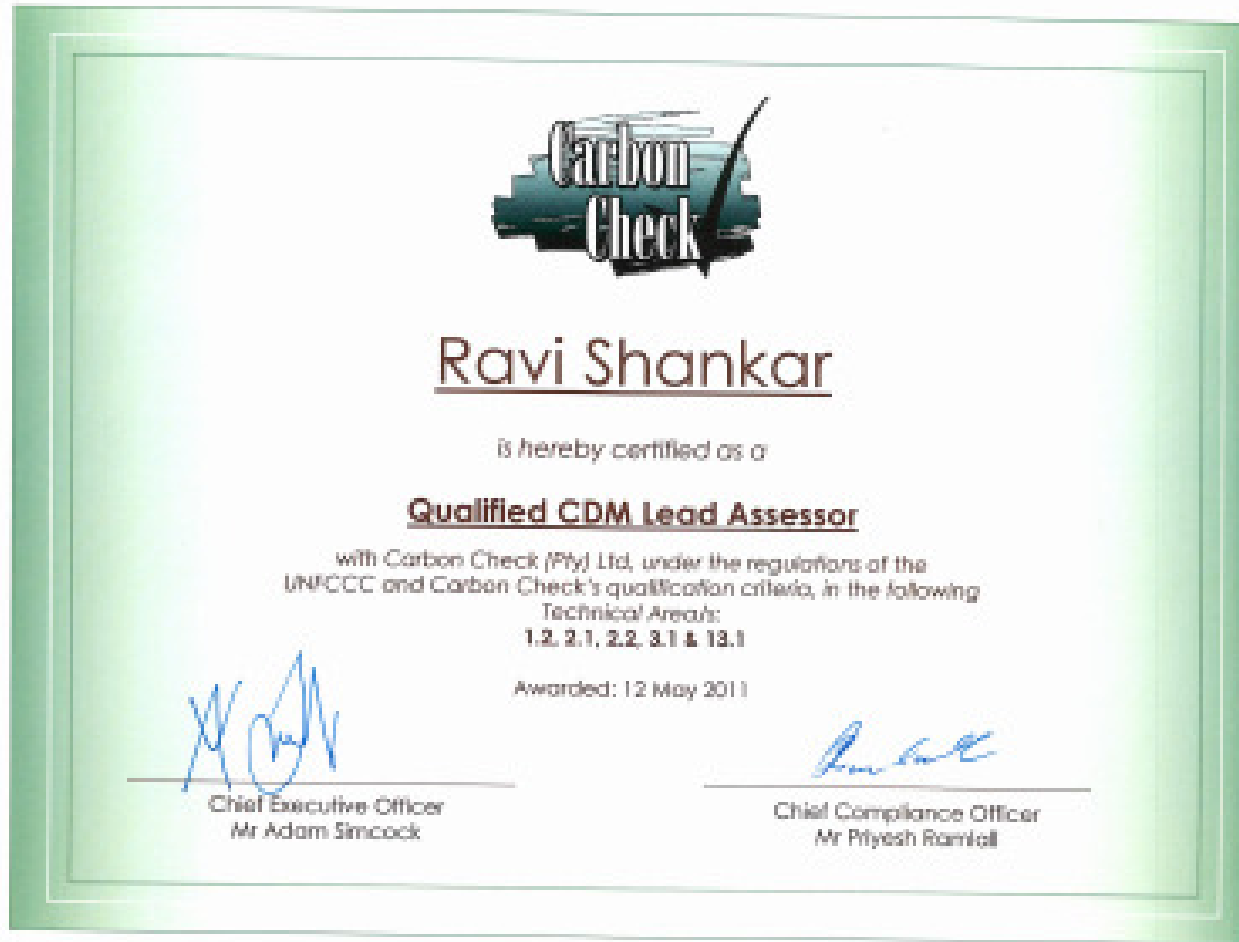 Carbon
Check
Ravi Shankar
is hereby certified as a
Qualified CDM Lead Assessor
with Carbon Check (Pty) Ltd, under the regulations of the
UNFCCC and Carbon Check's qualification criteria, in the following
Technical Area/s:
1.2, 2.1, 2.2, 3.1 & 13.1
Awarded: 12 May 2011
Chief Executive Officer
Mr Adam Simcock
Chief Compliance Officer
Mr Priyesh Ramlall